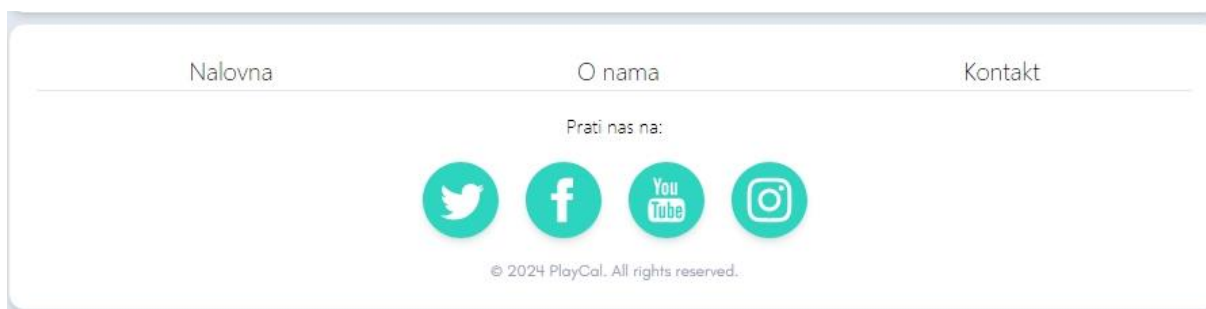 Nalovna O nama Kontakt
Prati nas na:
You
Tube
© 2024 PlayCal. All rights reserved.